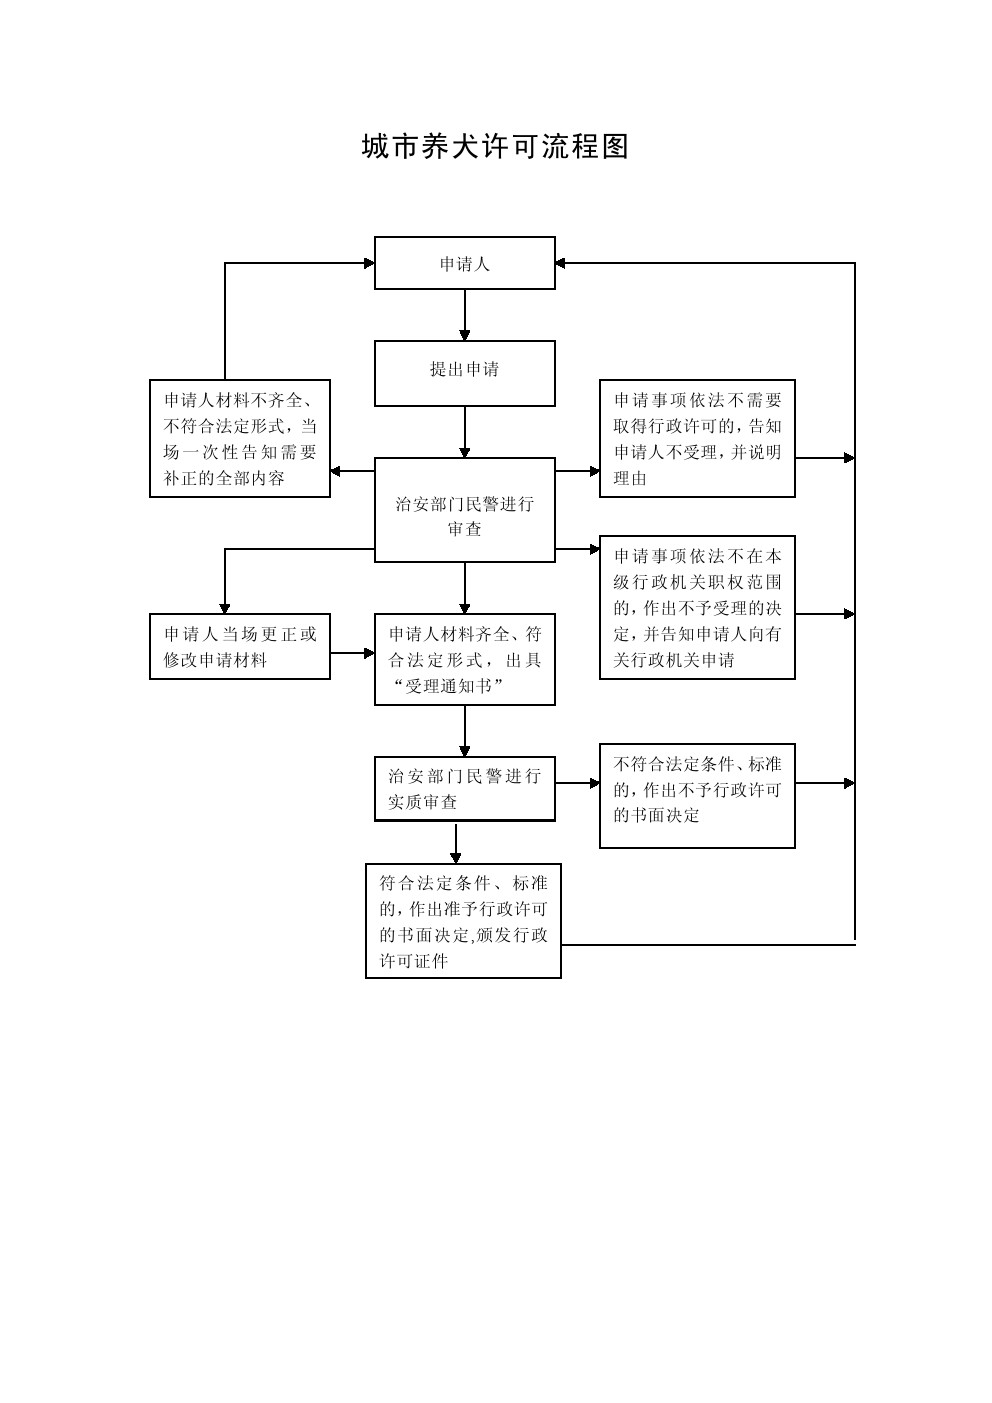 城市养犬许可流程图
申请人
提出申请
申请人材料不齐全、
不符合法定形式，当
场一次性告知需要
补正的全部内容
申请事项依法不需要
取得行政许可的，告知
申请人不受理，并说明
理由
治安部门民警进行
审查
申请事项依法不在本
级行政机关职权范围
的，作出不予受理的决
定，并告知申请人向有
关行政机关申请
申请人当场更正或
修改申请材料
申请人材料齐全、符
合法定形式，出具
“受理通知书”
治安部门民警进行
实质审查
不符合法定条件、标准
的，作出不予行政许可
的书面决定
符合法定条件、标准
的，作出准予行政许可
的书面决定,颁发行政
许可证件